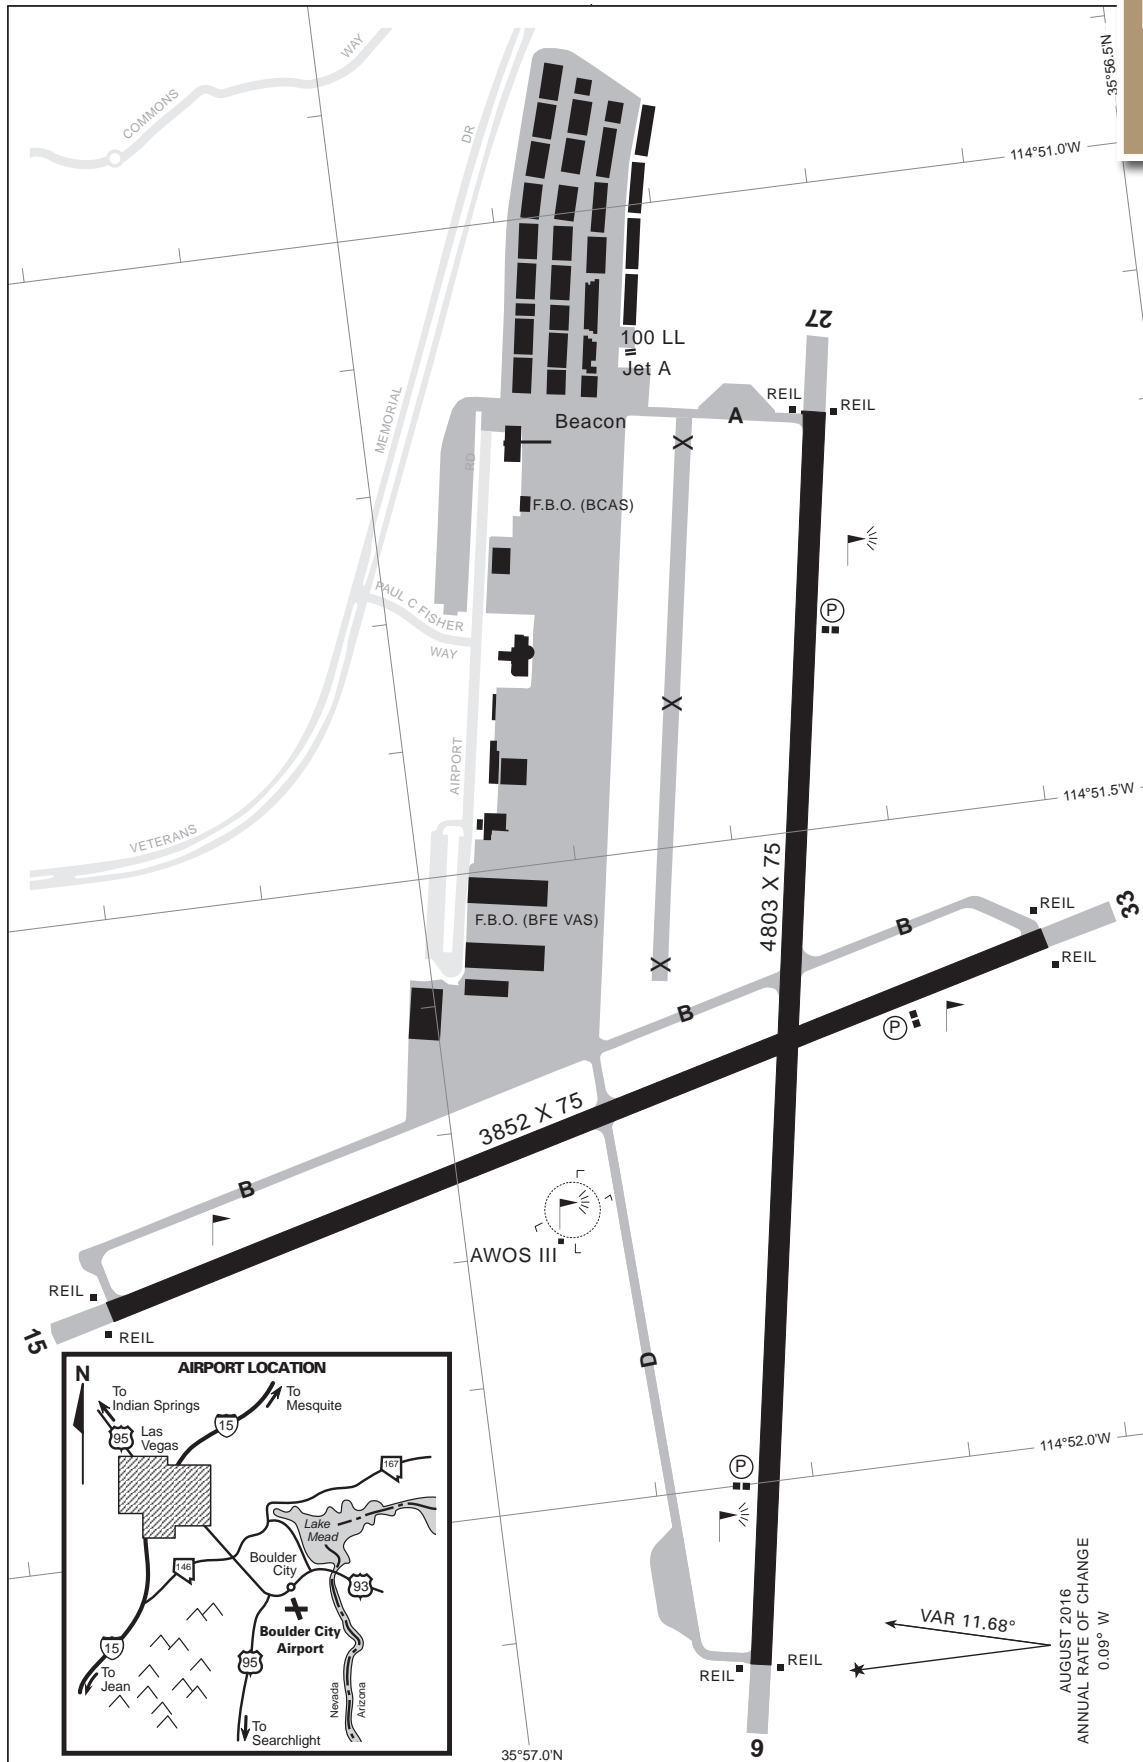 35°56.5'N
COMMONS
WAY
DR
114°51.0'W
27
100 LL
Jet A
REIL
REIL
MEMORIAL
Beacon
A
X
RD
F.B.O. (BCAS)
PAUL C FISHER
WAY
P
X
AIRPORT
114°51.5'W
VETERANS
4803 X 75
REIL
33
B
F.B.O. (BFE VAS)
REIL
X
B
P
3852 X 75
B
AWOS III
REIL
15
REIL
D
AIRPORT LOCATION
N
To
Indian Springs
To
Mesquite
15
95
Las
Vegas
167
Lake
Mead
146
Boulder
City
93
Boulder City
Airport
15
95
To
Jean
Nevada
Arizona
To
Searchlight
P
114°52.0'W
VAR 11.68°
AUGUST 2016
ANNUAL RATE OF CHANGE
0.09° W
REIL
REIL
9
35°57.0'N